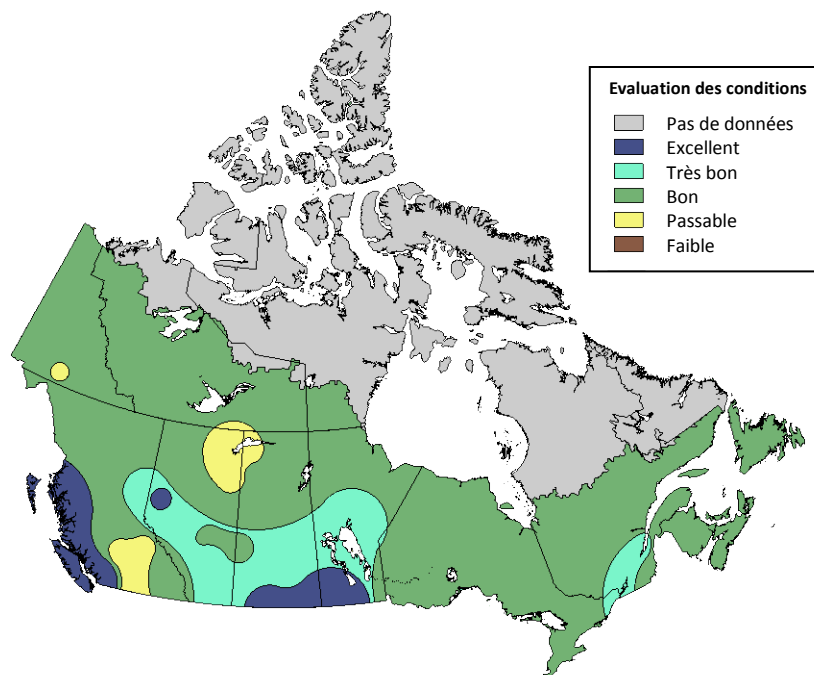 Evaluation des conditions
Pas de données
Excellent
Très bon
Bon
Passable
Faible